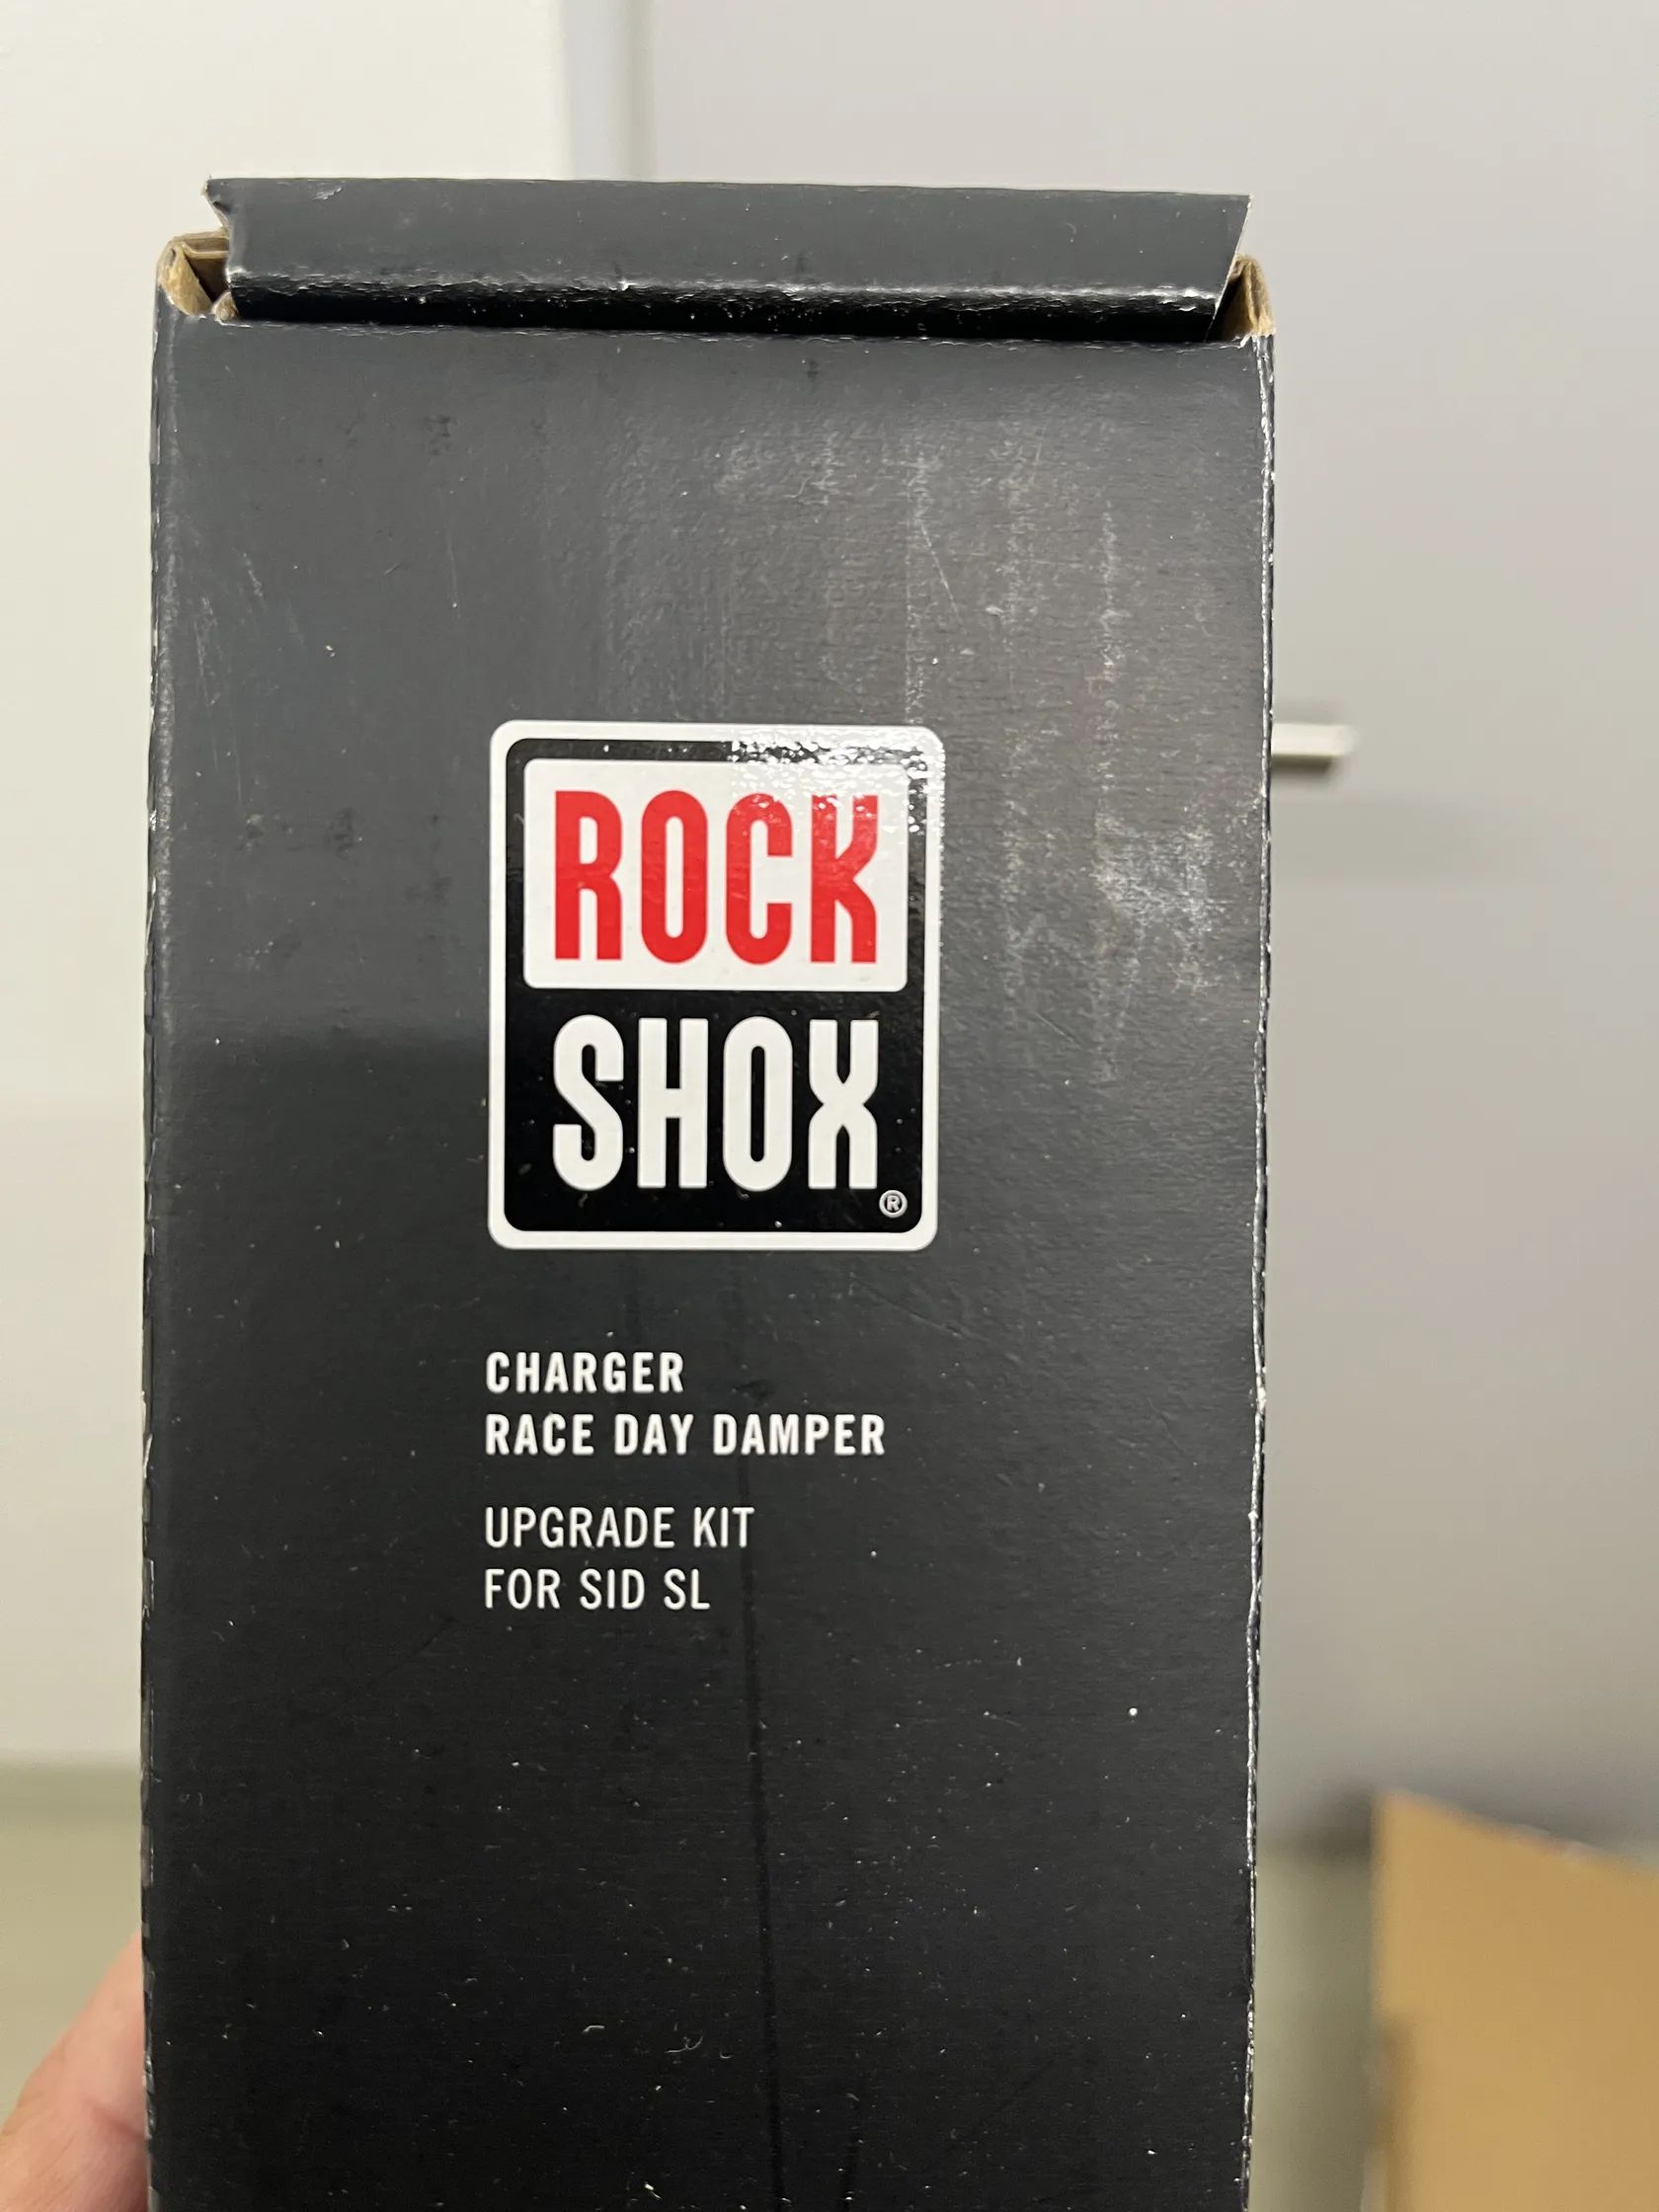 ROCK
SHOX
®
CHARGER
RACE DAY DAMPER
UPGRADE KIT
FOR SID SL